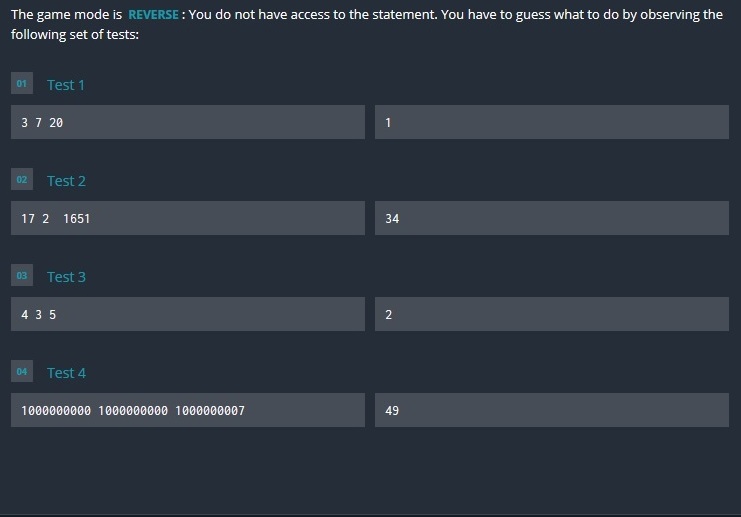 The game mode is REVERSE : You do not have access to the statement. You have to guess what to do by observing the
following set of tests:
01 Test 1
3 7 20 1
02 Test 2
17 2  1651 34
03 Test 3
4 3 5 2
04 Test 4
1000000000 1000000000 1000000007 49